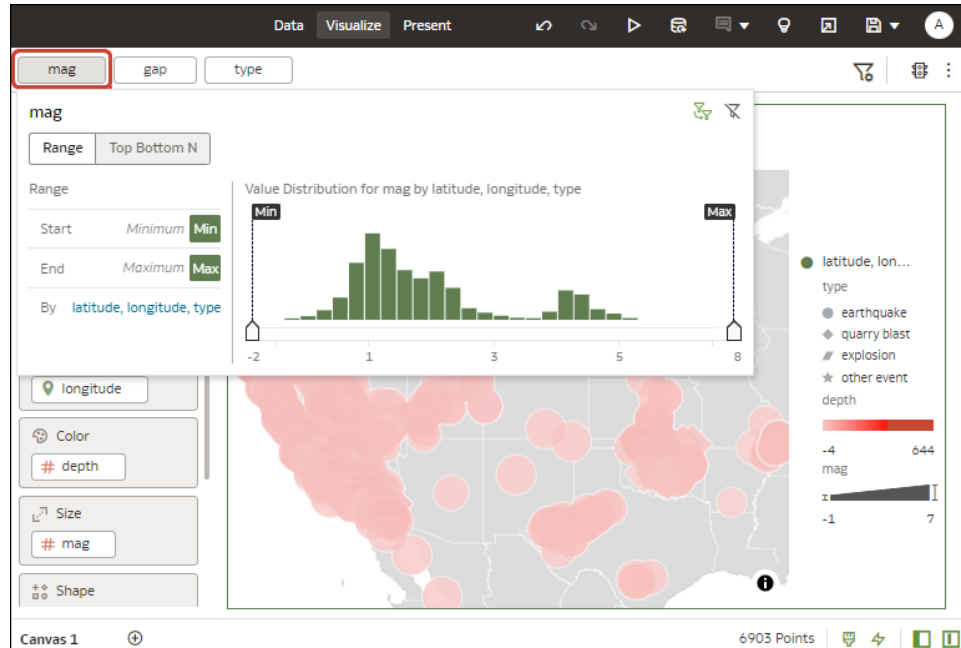 Data Visualize Present A
mag gap type
mag
Range Top Bottom N
Range
Start Minimum Min
End Maximum Max
By latitude, longitude, type
Value Distribution for mag by latitude, longitude, type
Min Max
-2 1 3 5 8
longitude
Color
# depth
Size
# mag
Shape
latitude, lon...
type
earthquake
quarry blast
explosion
other event
depth
-4 644
mag
-1 7
Canvas 1
6903 Points